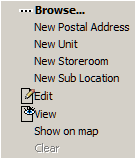 Browse...
New Postal Address
New Unit
New Storeroom
New Sub Location
Edit
View
Show on map
Clear